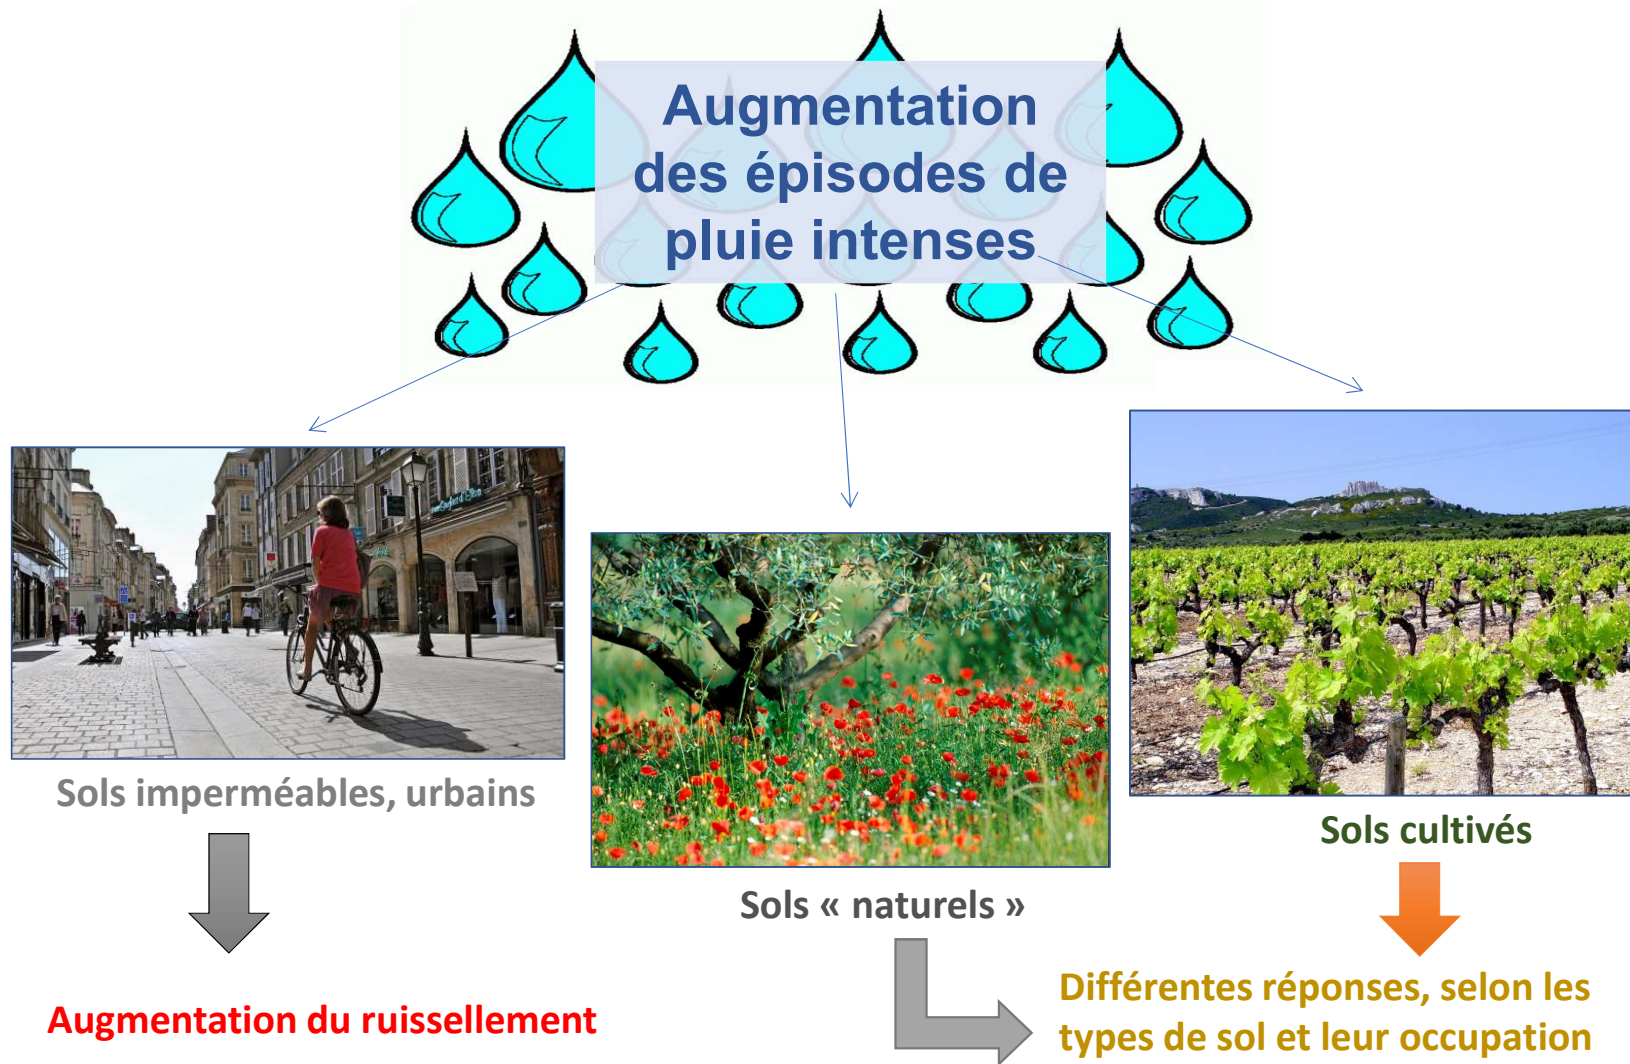 Augmentation
des épisodes de
pluie intenses
Sols imperméables, urbains
Sols « naturels »
Sols cultivés
Augmentation du ruissellement
Différentes réponses, selon les
types de sol et leur occupation